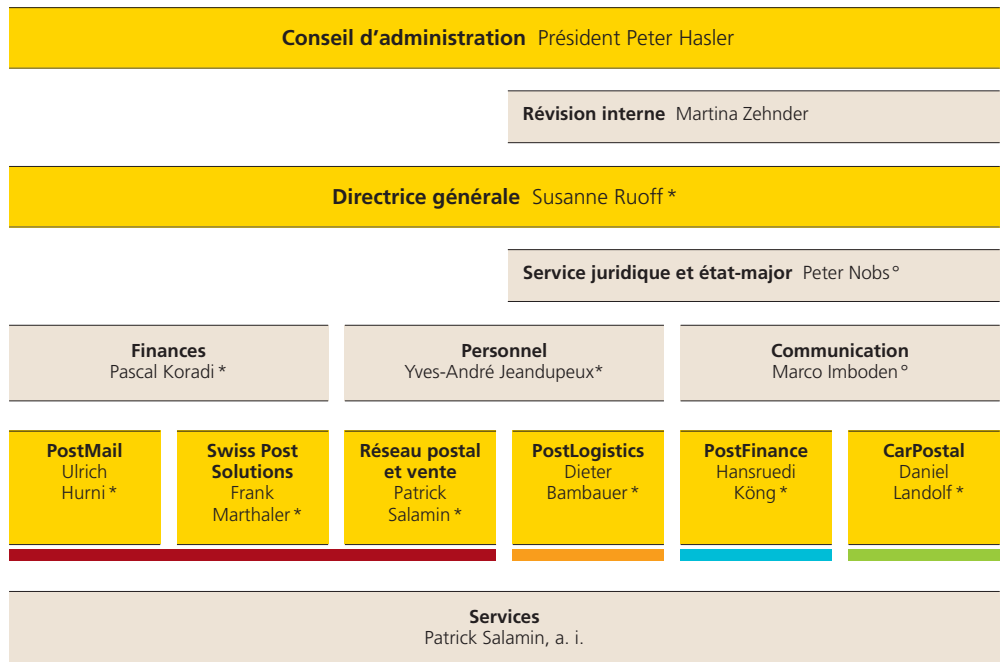 Conseil d’administration Président Peter Hasler
Révision interne Martina Zehnder
Directrice générale Susanne Ruoff *
Service juridique et état-major Peter Nobs °
Finances
Pascal Koradi *
Personnel
Yves-André Jeandupeux*
Communication
Marco Imboden °
PostMail
Ulrich
Hurni *
Swiss Post
Solutions
Frank
Marthaler *
Réseau postal
et vente
Patrick
Salamin *
PostLogistics
Dieter
Bambauer *
PostFinance
Hansruedi
Köng *
CarPostal
Daniel
Landolf *
Services
Patrick Salamin, a. i.